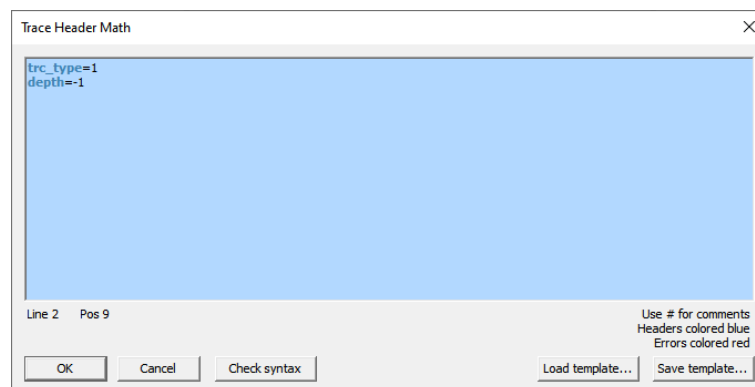 Trace Header Math
trc_type=1
depth=-1
Line 2 Pos 9
Use # for comments
Headers colored blue
Errors colored red
OK Cancel Check syntax Load template... Save template...